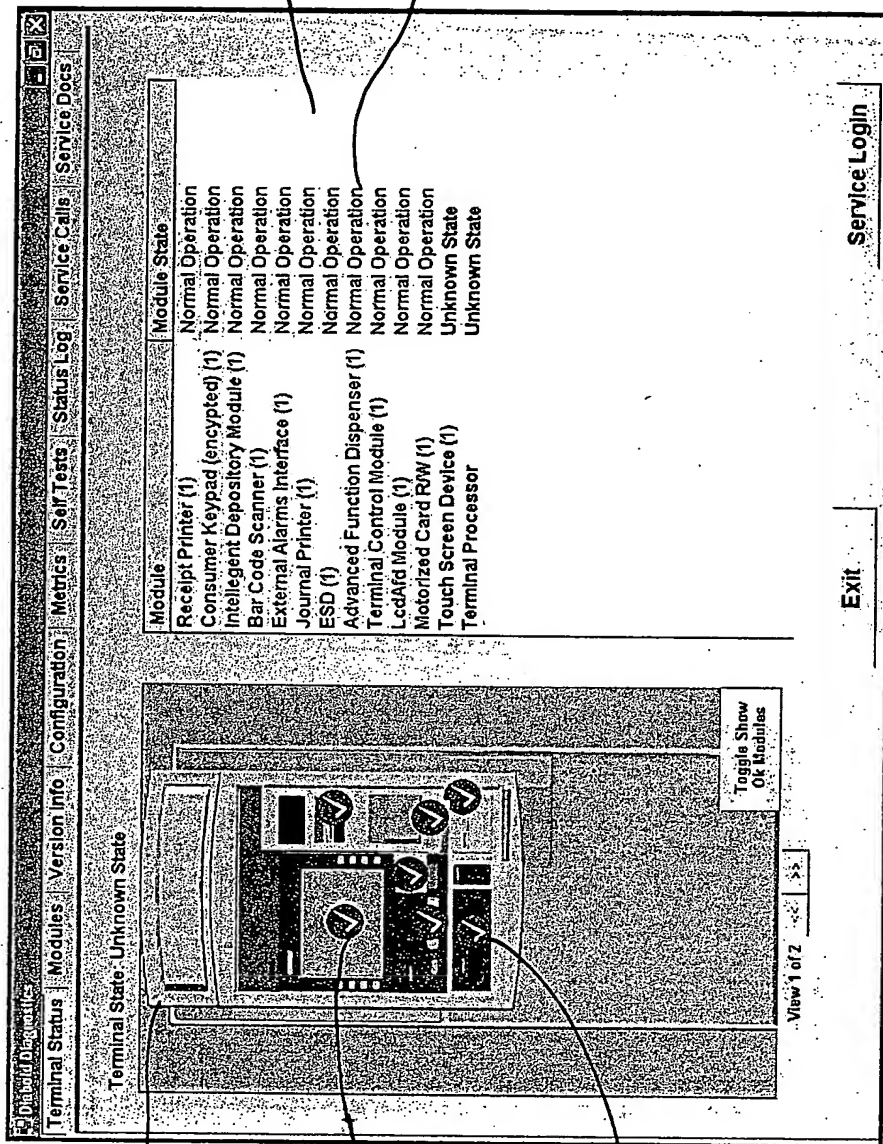 Diebold Diagnostics
Terminal Status Modules Version Info Configuration Metrics Self Tests Status Log Service Calls Service Docs
Terminal State - Unknown State
Module Module State
Receipt Printer (1) Normal Operation
Consumer Keypad (encypted) (1) Normal Operation
Intellegent Depository Module (1) Normal Operation
Bar Code Scanner (1) Normal Operation
External Alarms Interface (1) Normal Operation
Journal Printer (1) Normal Operation
ESD (1) Normal Operation
Advanced Function Dispenser (1) Normal Operation
Terminal Control Module (1) Normal Operation
LcdAfd Module (1) Normal Operation
Motorized Card R/W (1) Normal Operation
Touch Screen Device (1) Unknown State
Terminal Processor Unknown State
Toggle Show
Ok Modules
View 1 of 2 << >>
Exit Service Login